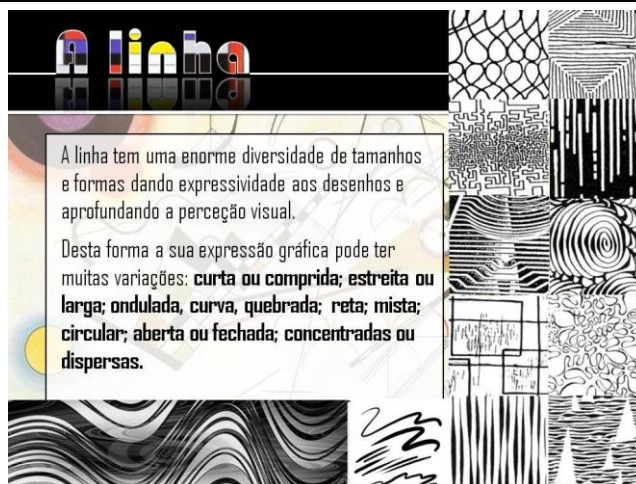 A linha
A linha tem uma enorme diversidade de tamanhos
e formas dando expressividade aos desenhos e
aprofundando a perceção visual.
Desta forma a sua expressão gráfica pode ter
muitas variações: curta ou comprida; estreita ou
larga; ondulada, curva, quebrada; reta; mista;
circular; aberta ou fechada; concentradas ou
dispersas.